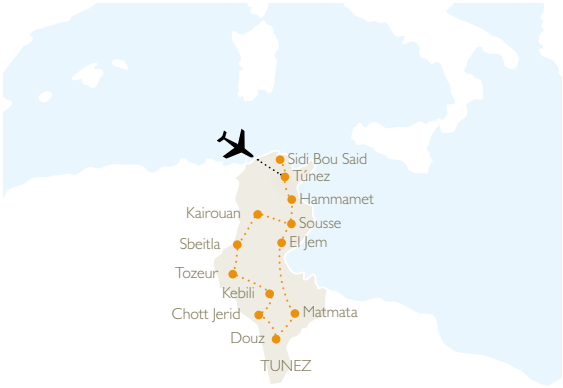 Sidi Bou Said
Túnez
Hammamet
Kairouan
Sousse
Sbeitla
El Jem
Tozeur
Kebili
Chott Jerid
Matmata
Douz
TUNEZ